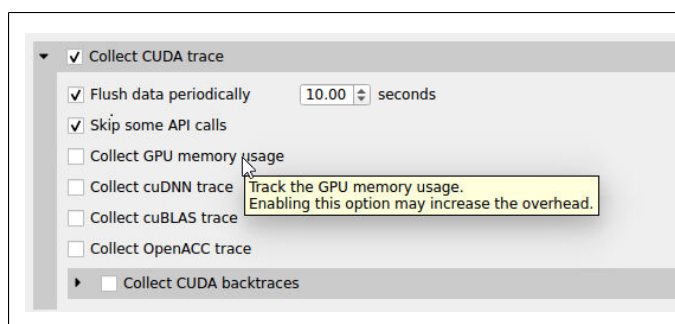 Collect CUDA trace
Flush data periodically 10.00 seconds
Skip some API calls
Collect GPU memory usage
Collect cuDNN trace
Track the GPU memory usage.
Enabling this option may increase the overhead.
Collect cuBLAS trace
Collect OpenACC trace
Collect CUDA backtraces